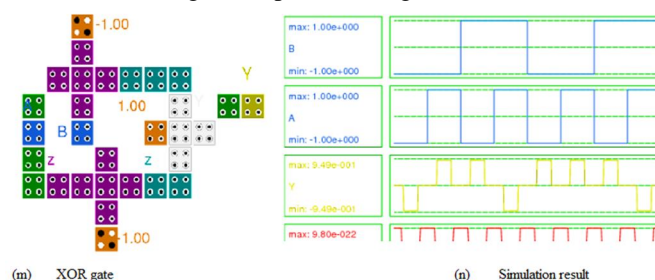 -1.00
Y
1.00
B
z
z
-1.00
max: 1.00e+000
B
min: -1.00e+000
max: 1.00e+000
A
min: -1.00e+000
max: 9.49e-001
Y
min: -9.49e-001
max: 9.80e-022
(m) XOR gate
(n) Simulation result